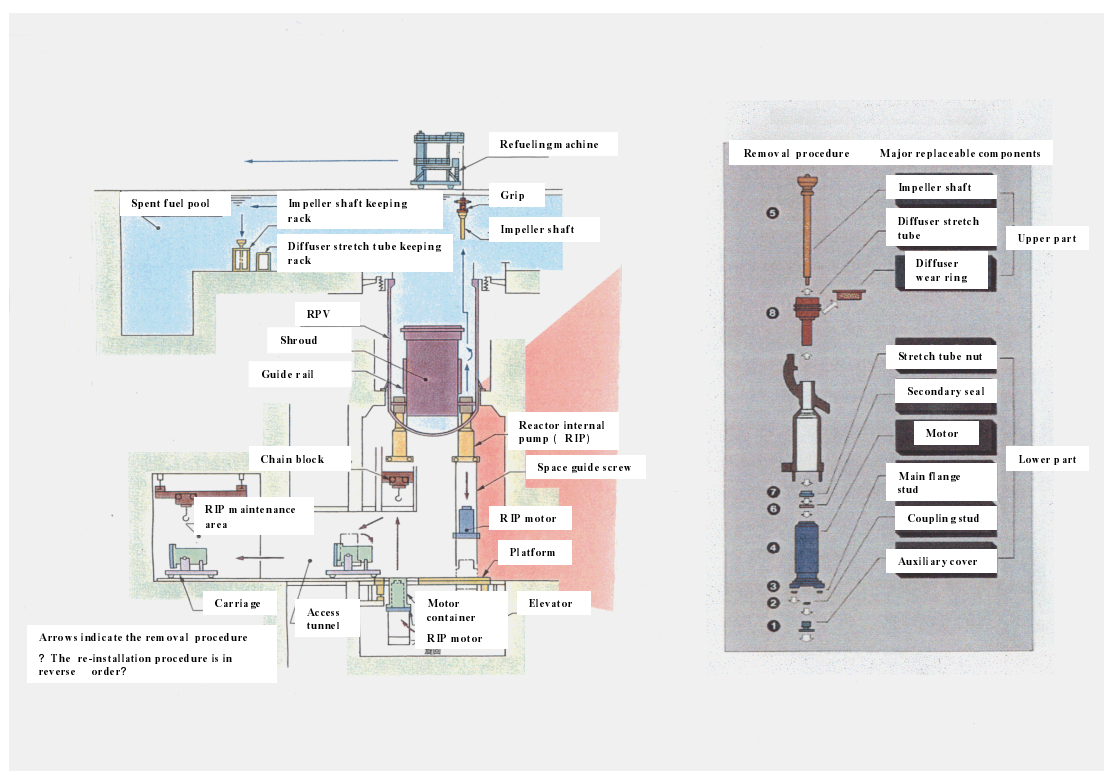 Refueling machine
Grip
Spent fuel pool
Impeller shaft keeping
rack
Impeller shaft
Diffuser stretch tube keeping
rack
RPV
Shroud
Guide rail
Reactor internal
pump ( RIP)
Chain block
Space guide screw
RIP maintenance
area
RIP motor
Platform
Carriage
Access
tunnel
Motor
container
RIP motor
Elevator
Arrows indicate the removal procedure
? The re-installation procedure is in
reverse order?
Removal procedure
Major replaceable components
5
Impeller shaft
Diffuser stretch
tube
Upper part
Diffuser
wear ring
8
Stretch tube nut
Secondary seal
Motor
Lower part
Main flange
stud
7
6
Coupling stud
4
Auxiliary cover
3
2
1